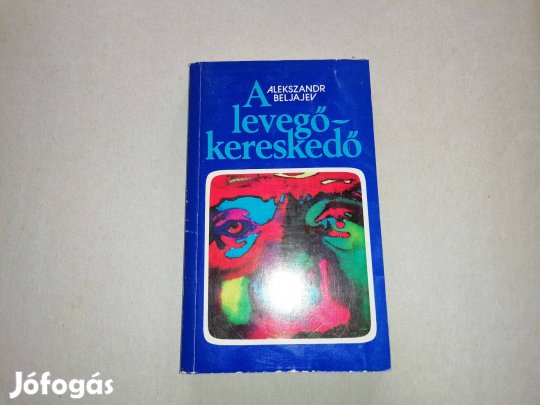 A ALEKSZANDR
BELJAJEV
levegő-
kereskedő
Jófogás